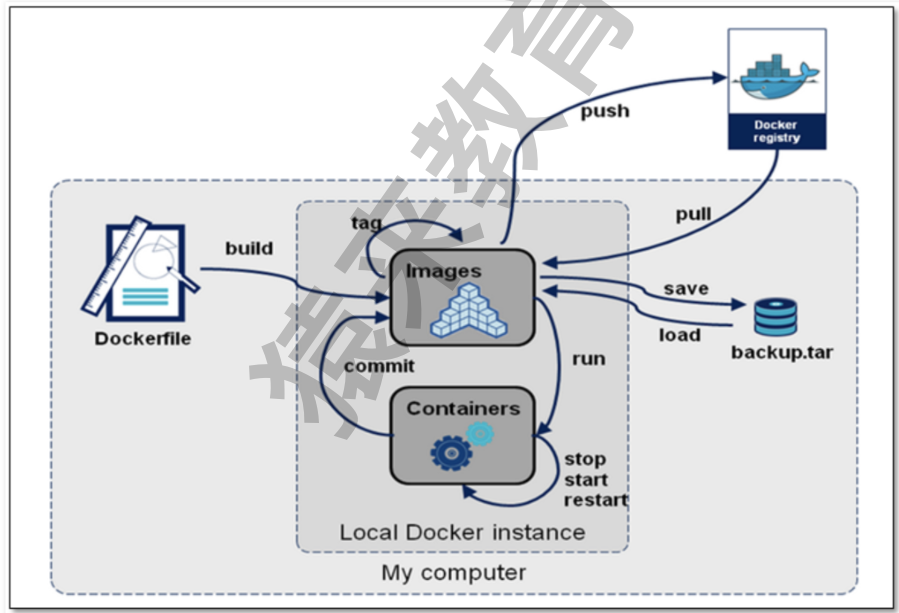 猿来教育
push
Docker
registry
pull
tag
build
Images
save
load
Dockerfile
backup.tar
commit
run
Containers
stop
start
restart
Local Docker instance
My computer